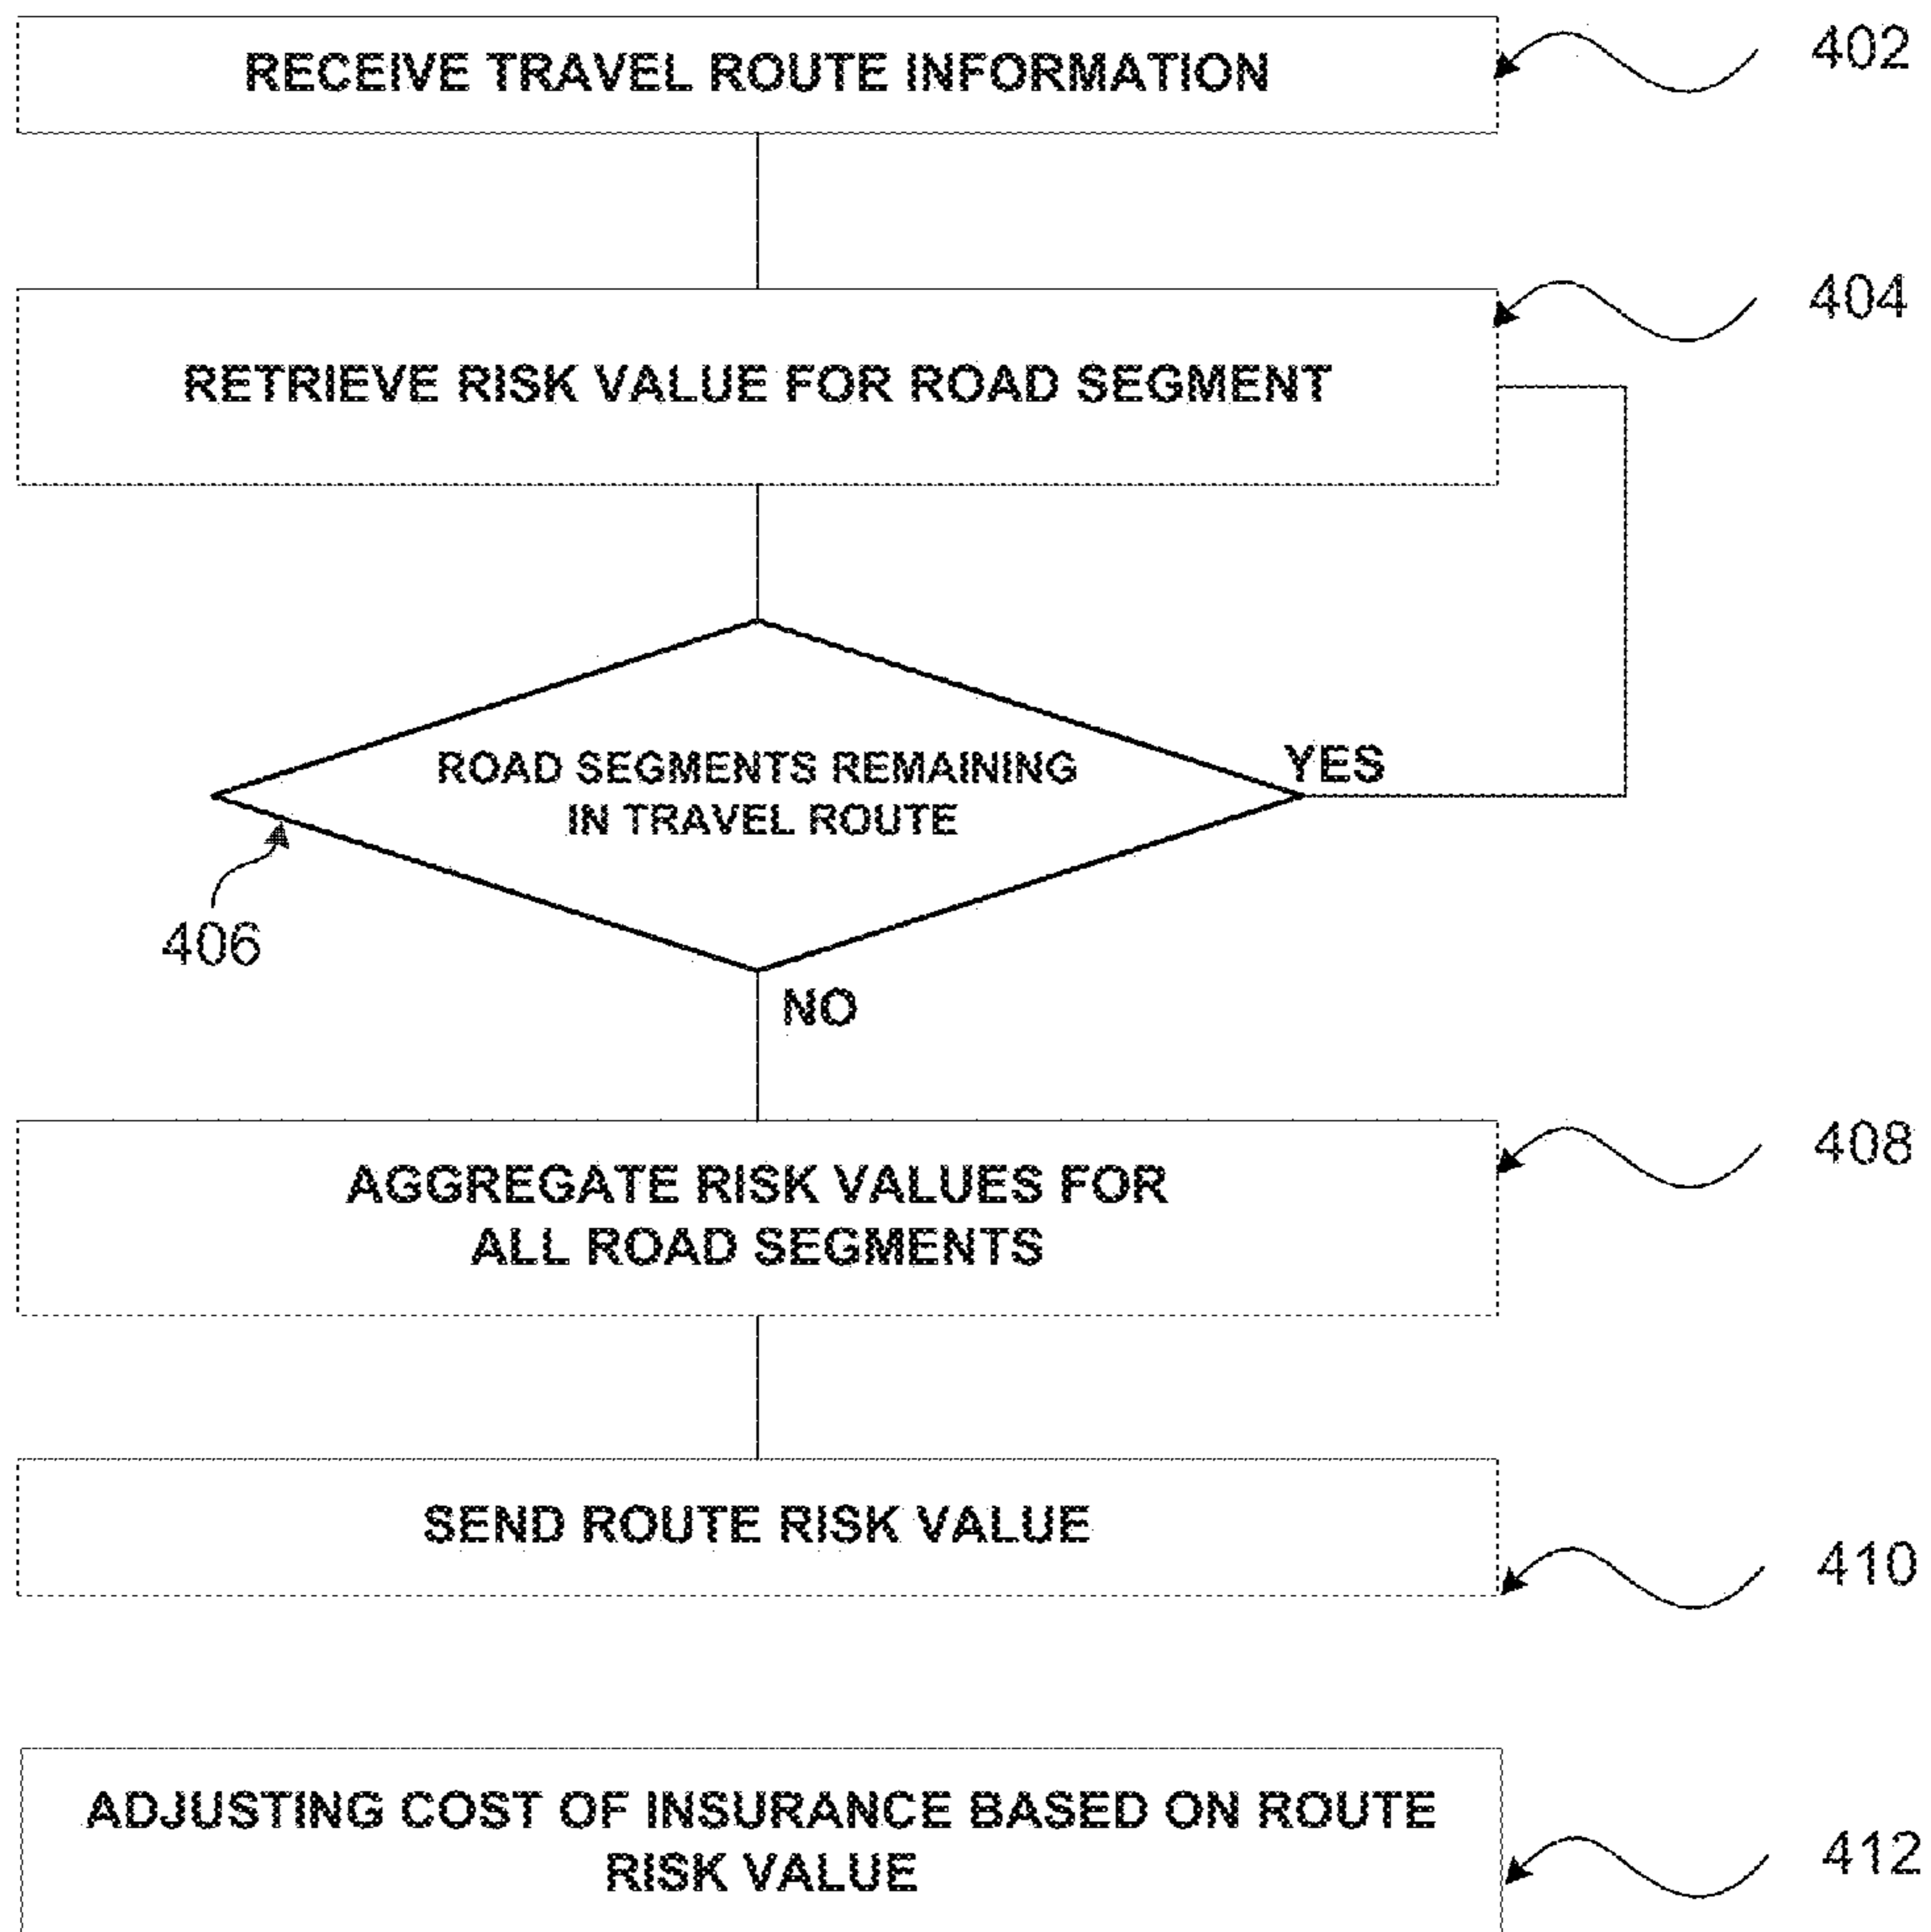 RECEIVE TRAVEL ROUTE INFORMATION
402
404
RETRIEVE RISK VALUE FOR ROAD SEGMENT
YES
ROAD SEGMENTS REMAINING
IN TRAVEL ROUTE
406
NO
408
AGGREGATE RISK VALUES FOR
ALL ROAD SEGMENTS
SEND ROUTE RISK VALUE
410
ADJUSTING COST OF INSURANCE BASED ON ROUTE
RISK VALUE
412